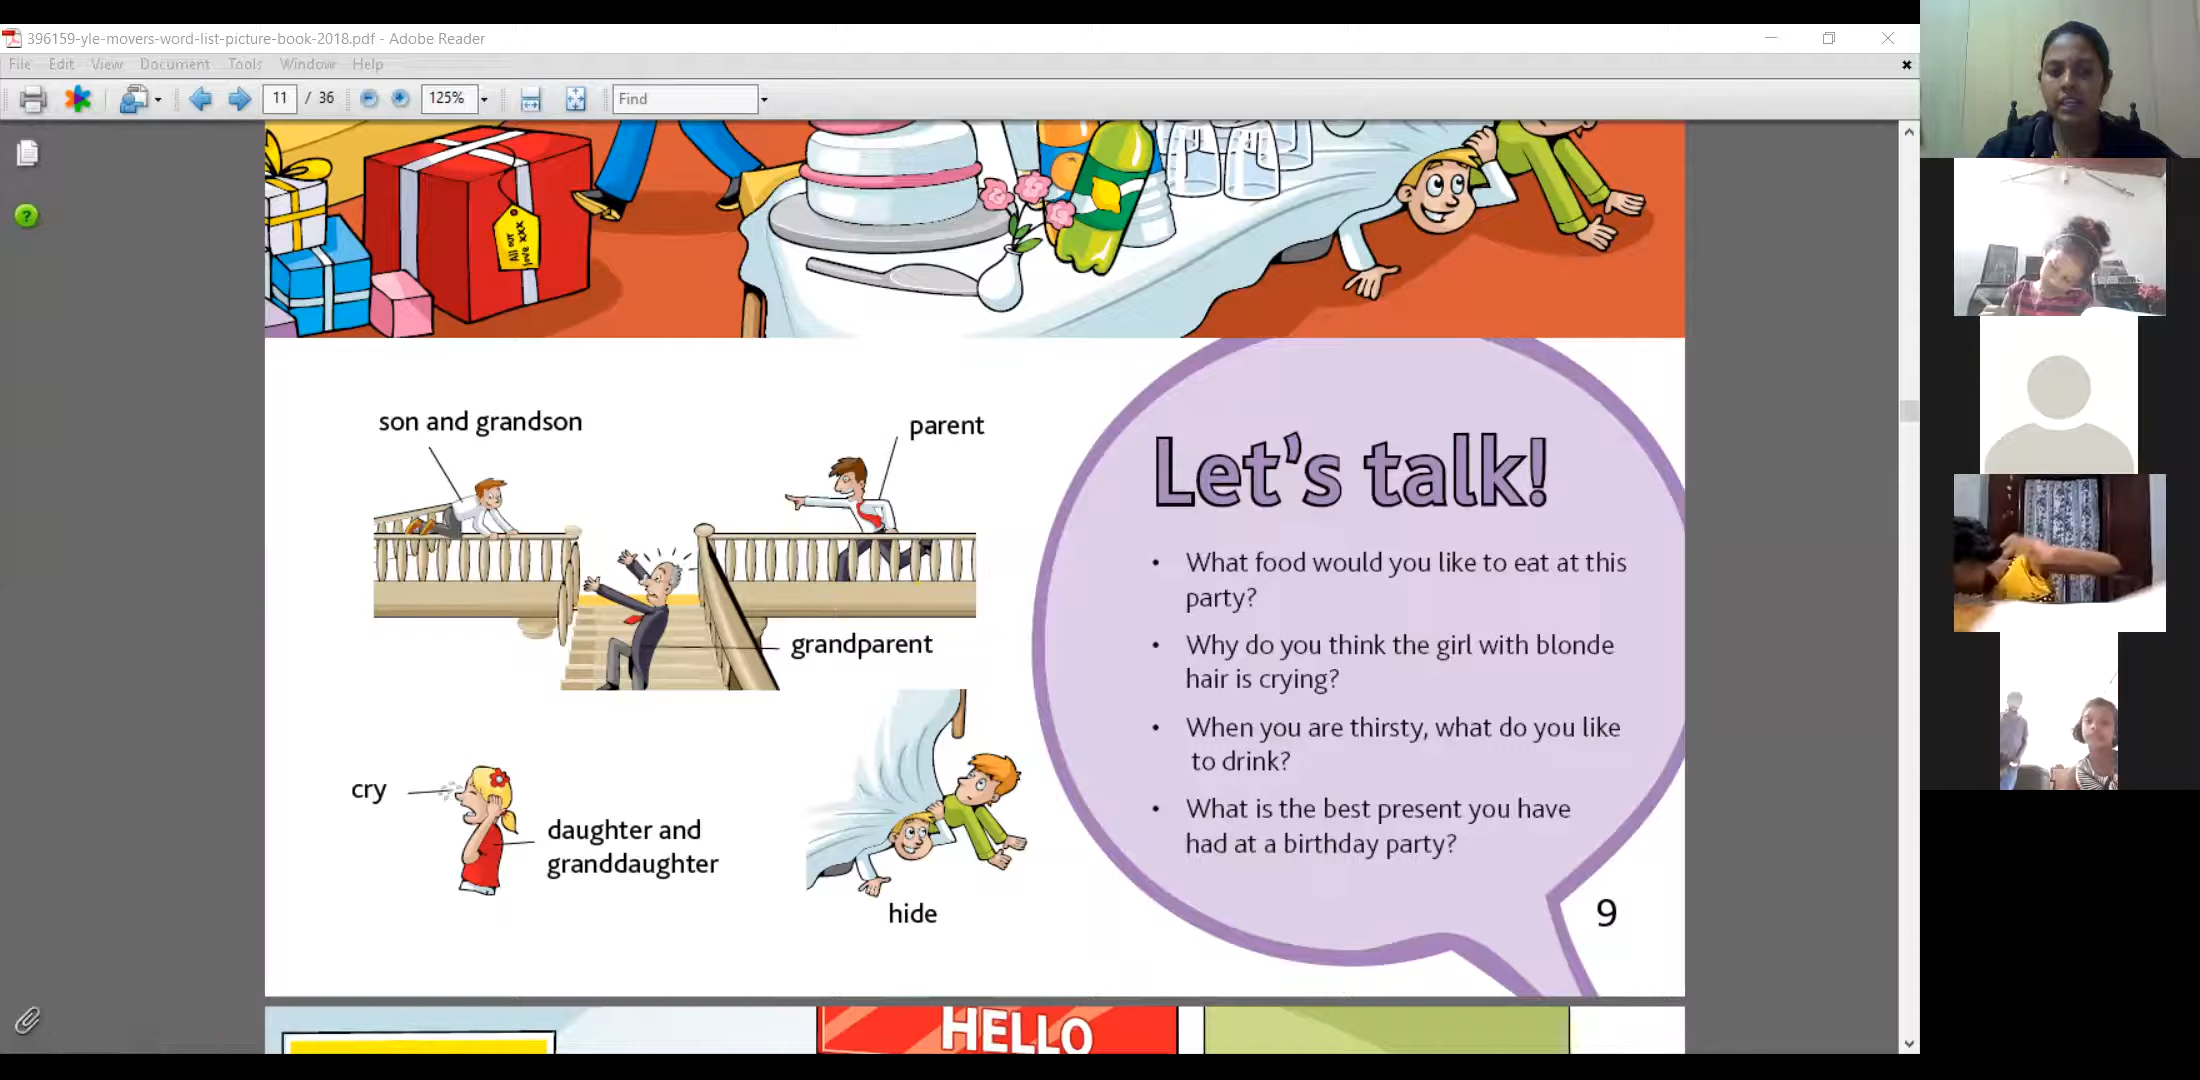 396159-yle-movers-word-list-picture-book-2018.pdf - Adobe Reader
File Edit View Document Tools Window Help
11 / 36 125% Find
All our
love xxx
son and grandson
parent
grandparent
cry
daughter and
granddaughter
hide
Let's talk!
• What food would you like to eat at this
party?
• Why do you think the girl with blonde
hair is crying?
• When you are thirsty, what do you like
to drink?
• What is the best present you have
had at a birthday party?
9
HELLO